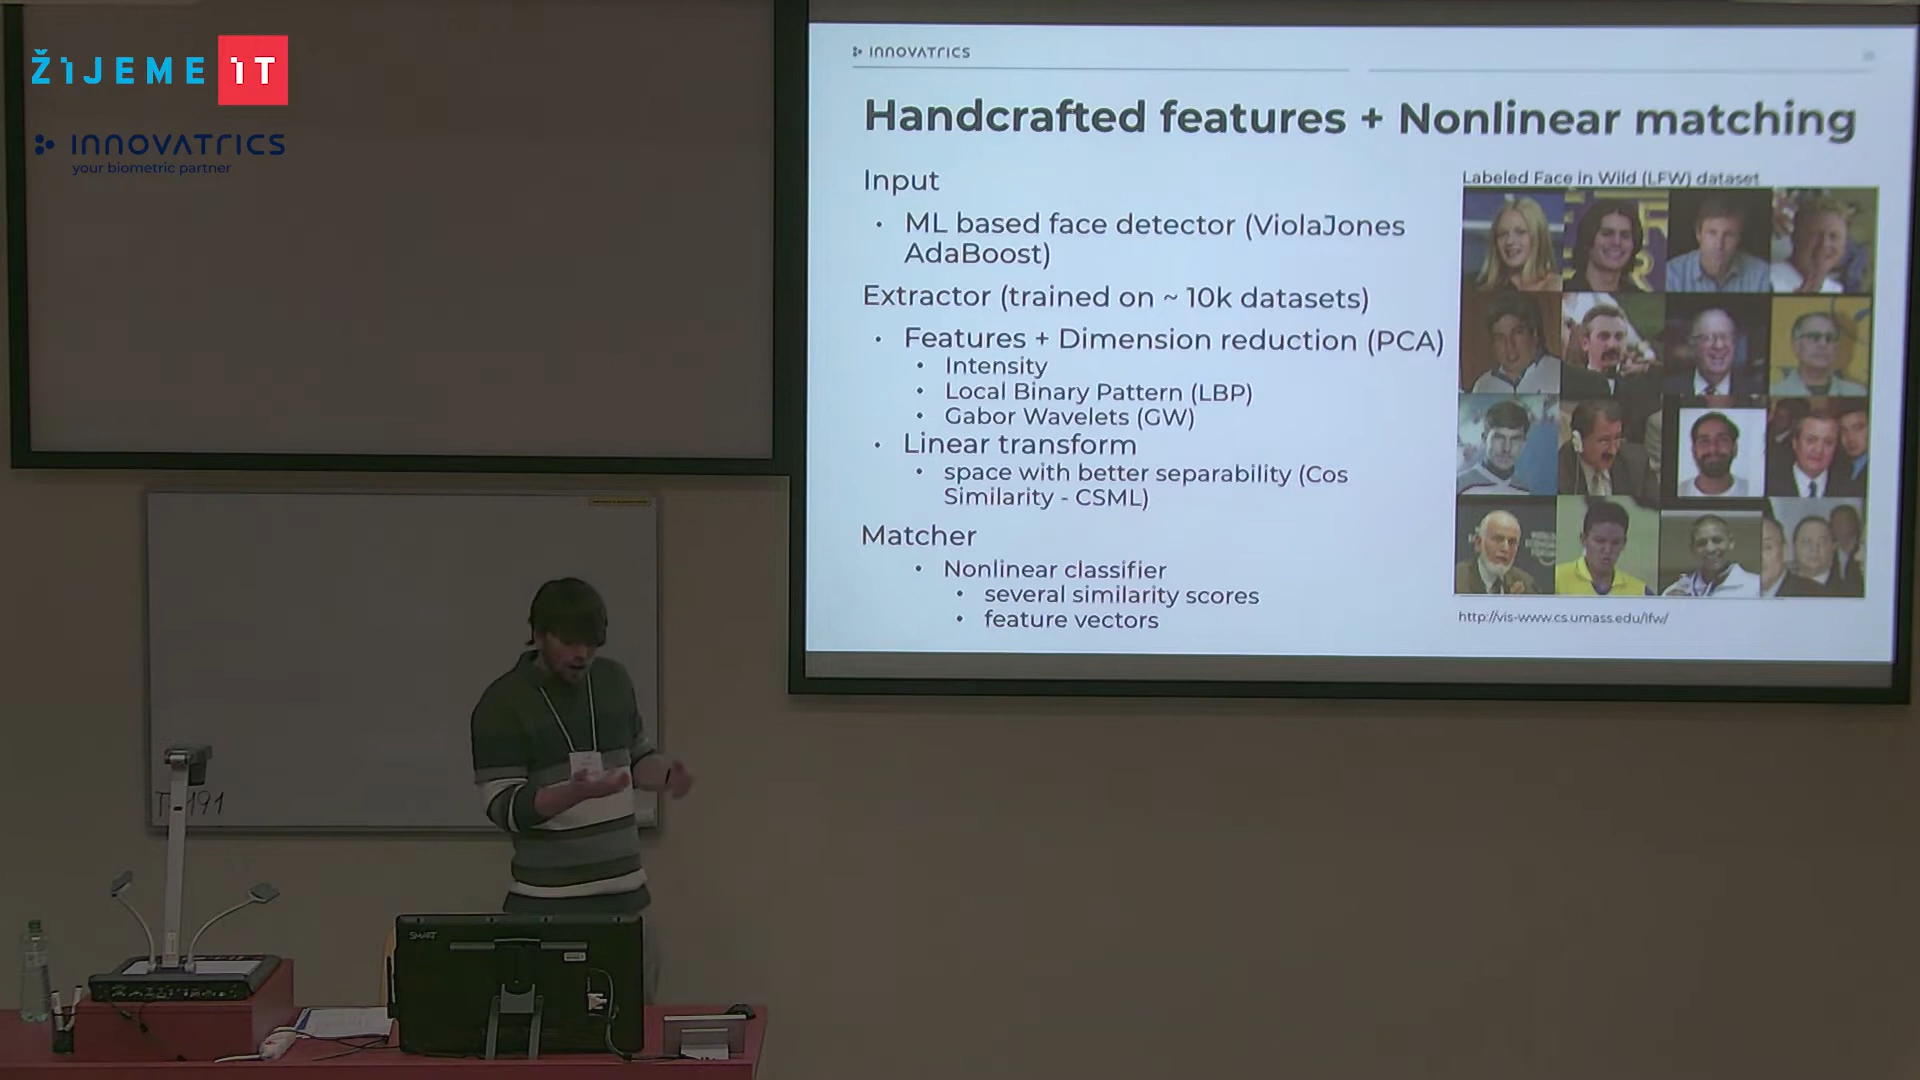 ŽIJEME IT
INNOVATRICS
your biometric partner
INNOVATRICS
Handcrafted features + Nonlinear matching
Input
• ML based face detector (ViolaJones
AdaBoost)
Extractor (trained on ~ 10k datasets)
• Features + Dimension reduction (PCA)
• Intensity
• Local Binary Pattern (LBP)
• Gabor Wavelets (GW)
• Linear transform
• space with better separability (Cos
Similarity - CSML)
Matcher
• Nonlinear classifier
• several similarity scores
• feature vectors
Labeled Face in Wild (LFW) dataset
http://vis-www.cs.umass.edu/lfw/
SMART